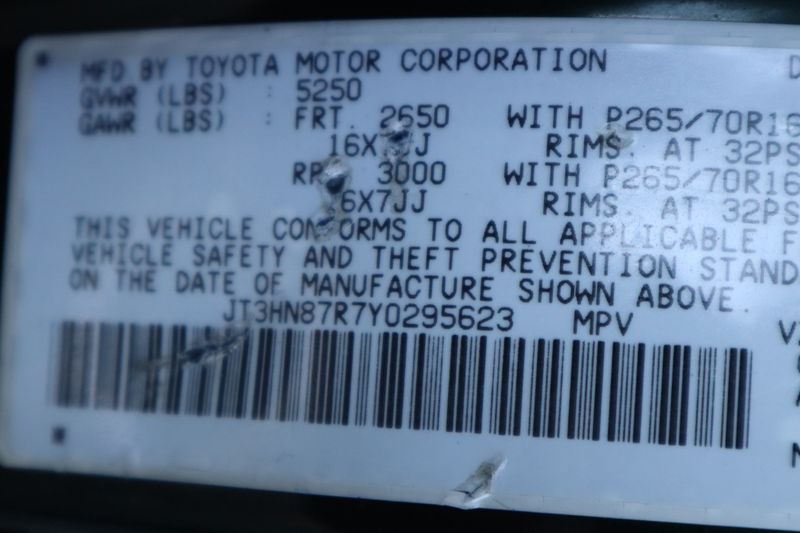 MFD BY TOYOTA MOTOR CORPORATION D
GVWR (LBS) : 5250
GAWR (LBS) : FRT. 2650 WITH P265/70R16
16X7JJ RIMS. AT 32PS
RR. 3000 WITH P265/70R16
6X7JJ RIMS. AT 32PS
THIS VEHICLE CONFORMS TO ALL APPLICABLE F
VEHICLE SAFETY AND THEFT PREVENTION STAND
ON THE DATE OF MANUFACTURE SHOWN ABOVE.
JT3HN87R7Y0295623 MPV